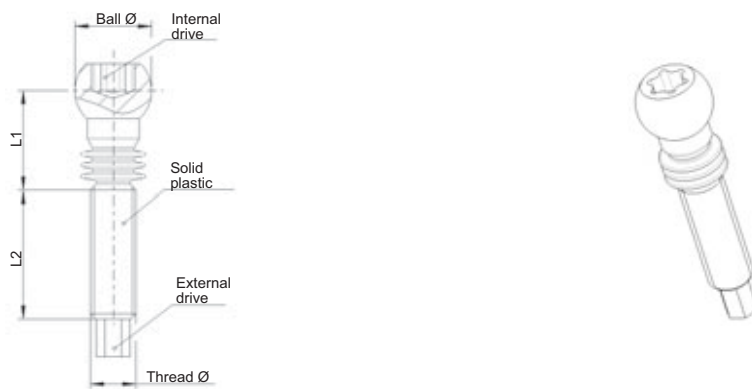 Ball Ø
Internal
drive
L1
Solid
plastic
L2
External
drive
Thread Ø